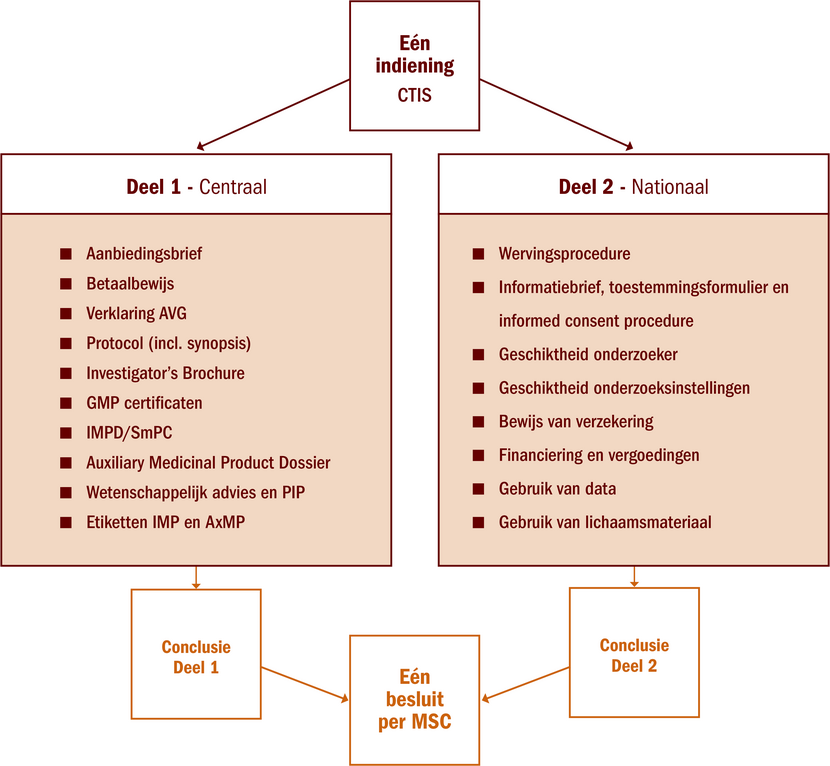 Eén
indiening
CTIS
Deel 1 - Centraal
Aanbiedingsbrief
Betaalbewijs
Verklaring AVG
Protocol (incl. synopsis)
Investigator’s Brochure
GMP certificaten
IMPD/SmPC
Auxiliary Medicinal Product Dossier
Wetenschappelijk advies en PIP
Etiketten IMP en AxMP
Deel 2 - Nationaal
Wervingsprocedure
Informatiebrief, toestemmingsformulier en
informed consent procedure
Geschiktheid onderzoeker
Geschiktheid onderzoeksinstellingen
Bewijs van verzekering
Financiering en vergoedingen
Gebruik van data
Gebruik van lichaamsmateriaal
Conclusie
Deel 1
Conclusie
Deel 2
Eén
besluit
per MSC